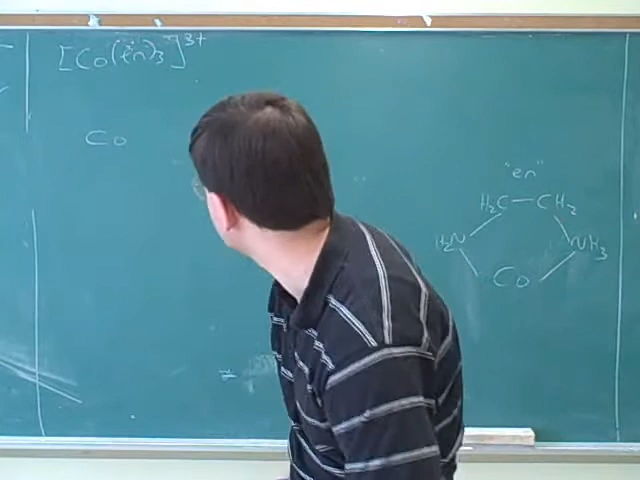 [Co(en)3]3+
Co
"en"
H2C — CH2
H2N NH3
Co